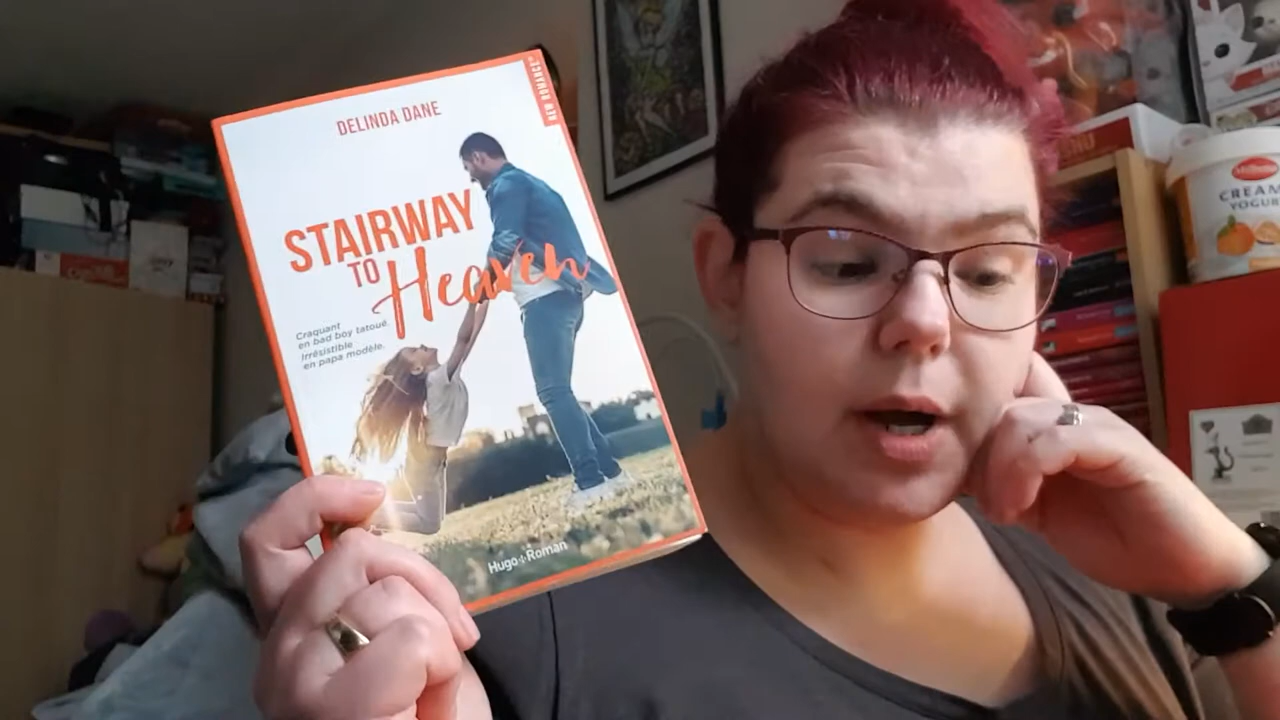 NEW ROMANCE
DELINDA DANE
STAIRWAY
TO Heaven
Craquant
en bad boy tatoué.
Irrésistible
en papa modèle.
Hugo Roman
CREAM
YOGUR